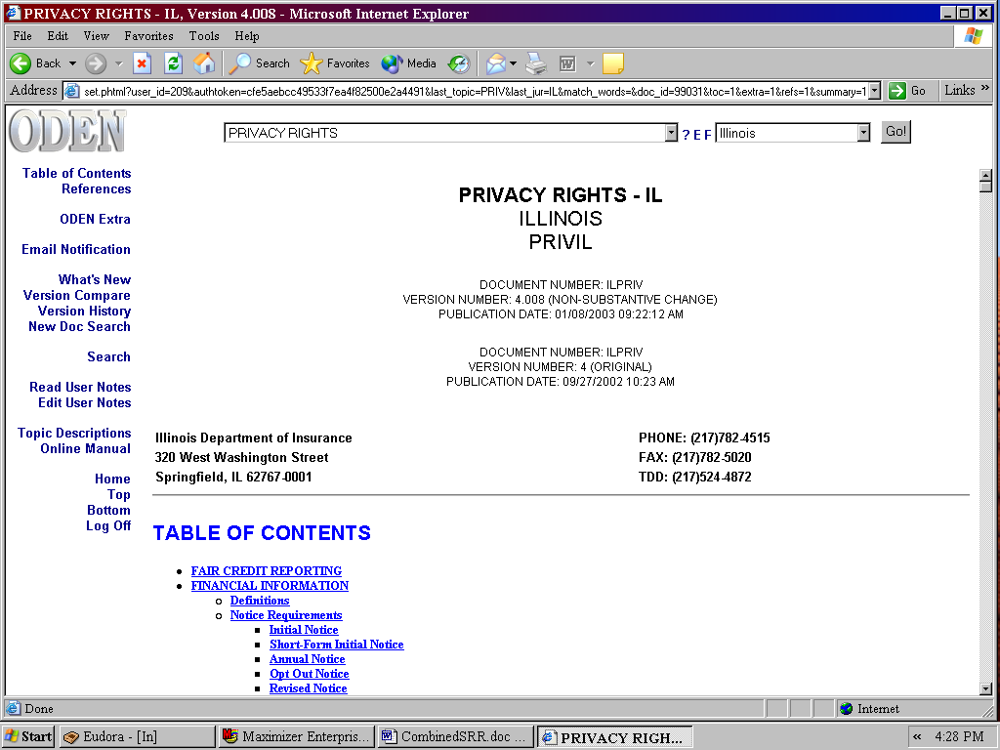 PRIVACY RIGHTS - IL, Version 4.008 - Microsoft Internet Explorer
File Edit View Favorites Tools Help
Back Search Favorites Media
Address set.phtml?user_id=209&authtoken=cfe5aebcc49533f7ea4f82500e2a4491&last_topic=PRIV&last_jur=IL&match_words=&doc_id=99031&toc=1&extra=1&refs=1&summary=1 Go Links »
ODEN
PRIVACY RIGHTS ? E F Illinois Go!
Table of Contents
References
ODEN Extra
Email Notification
What's New
Version Compare
Version History
New Doc Search
Search
Read User Notes
Edit User Notes
Topic Descriptions
Online Manual
Home
Top
Bottom
Log Off
PRIVACY RIGHTS - IL
ILLINOIS
PRIVIL
DOCUMENT NUMBER: ILPRIV
VERSION NUMBER: 4.008 (NON-SUBSTANTIVE CHANGE)
PUBLICATION DATE: 01/08/2003 09:22:12 AM
DOCUMENT NUMBER: ILPRIV
VERSION NUMBER: 4 (ORIGINAL)
PUBLICATION DATE: 09/27/2002 10:23 AM
Illinois Department of Insurance PHONE: (217)782-4515
320 West Washington Street FAX: (217)782-5020
Springfield, IL 62767-0001 TDD: (217)524-4872
TABLE OF CONTENTS
FAIR CREDIT REPORTING
FINANCIAL INFORMATION
Definitions
Notice Requirements
Initial Notice
Short-Form Initial Notice
Annual Notice
Opt Out Notice
Revised Notice
Done Internet
Start Eudora - [In] Maximizer Enterpris... CombinedSRR.doc ... PRIVACY RIGH... « 4:28 PM